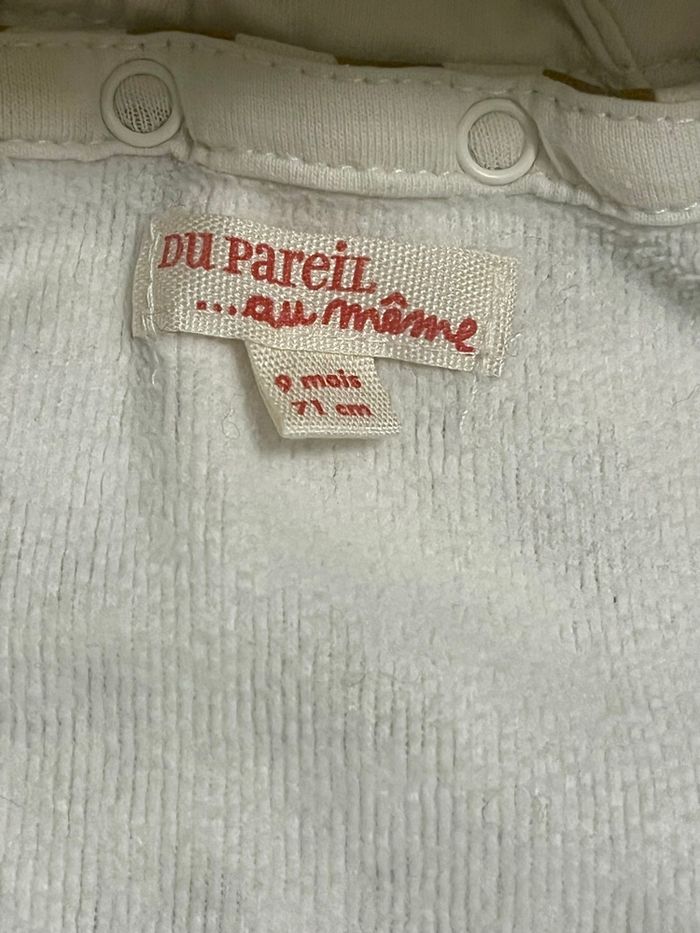 DU PAREIL
...au même
9 mois
71 cm